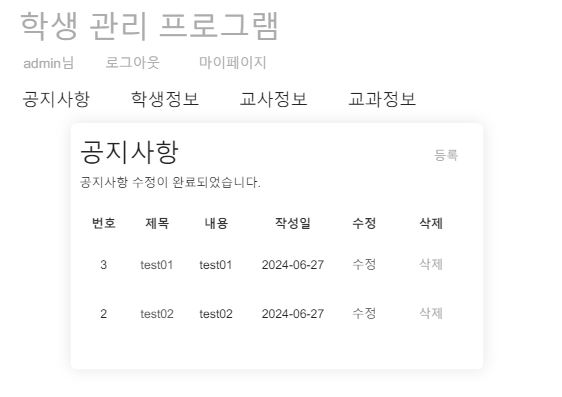 학생 관리 프로그램
admin님 로그아웃 마이페이지
공지사항 학생정보 교사정보 교과정보
공지사항 등록
공지사항 수정이 완료되었습니다.
번호 제목 내용 작성일 수정 삭제
3 test01 test01 2024-06-27 수정 삭제
2 test02 test02 2024-06-27 수정 삭제